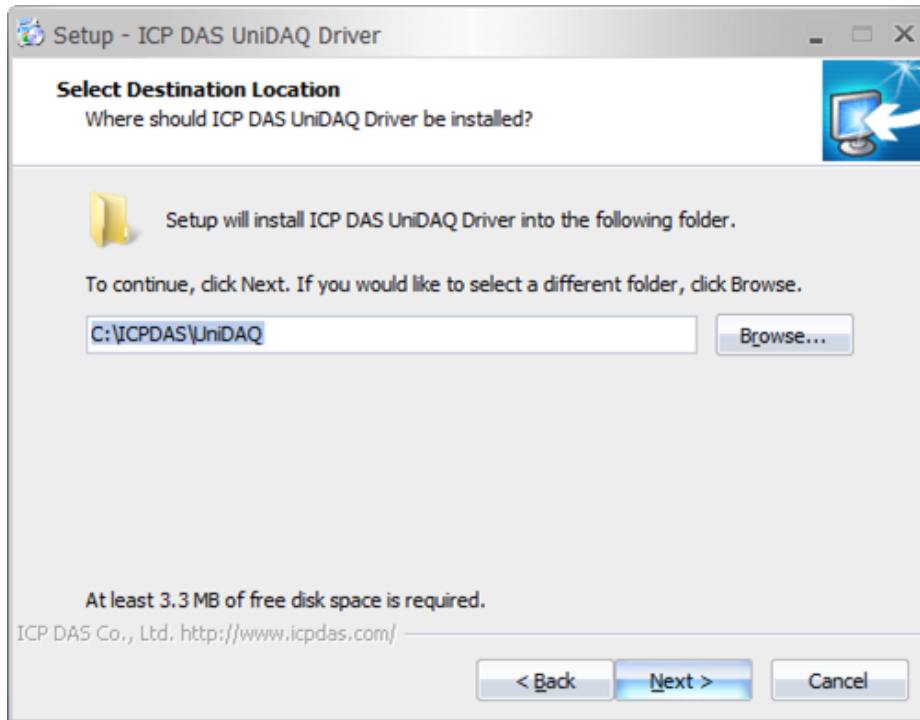 Setup - ICP DAS UniDAQ Driver
Select Destination Location
Where should ICP DAS UniDAQ Driver be installed?
Setup will install ICP DAS UniDAQ Driver into the following folder.
To continue, click Next. If you would like to select a different folder, click Browse.
C:\ICPDAS\UniDAQ
Browse...
At least 3.3 MB of free disk space is required.
ICP DAS Co., Ltd. http://www.icpdas.com/
< Back
Next >
Cancel